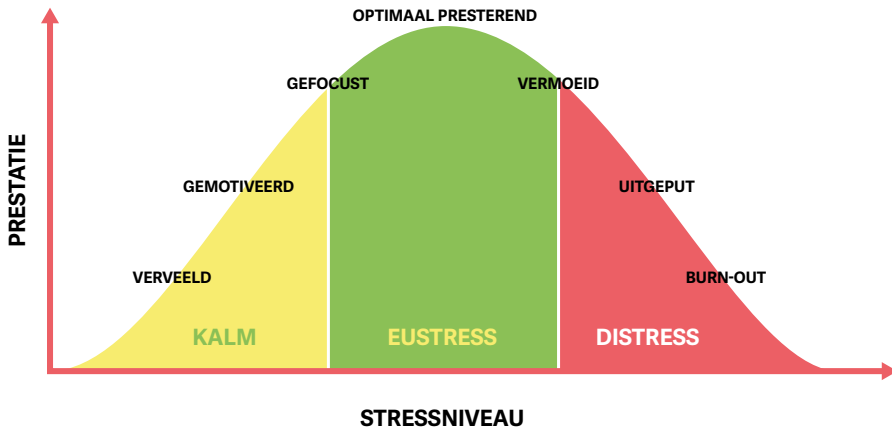 OPTIMAAL PRESTEREND
GEFOCUST
VERMOEID
GEMOTIVEERD
UITGEPUT
VERVEELD
BURN-OUT
KALM
EUSTRESS
DISTRESS
PRESTATIE
STRESSNIVEAU